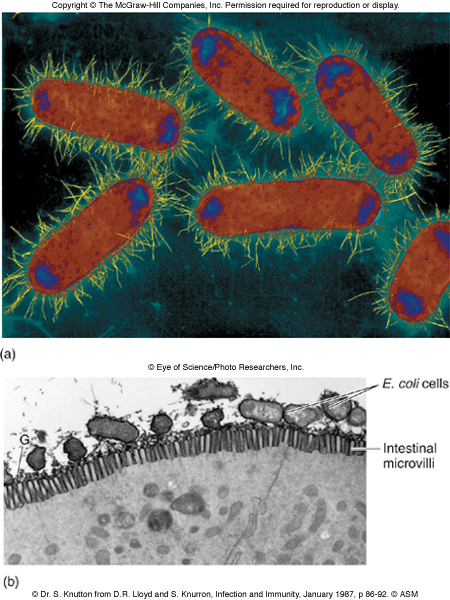 Copyright © The McGraw-Hill Companies, Inc. Permission required for reproduction or display.
(a)
© Eye of Science/Photo Researchers, Inc.
E. coli cells
G
Intestinal
microvilli
(b)
© Dr. S. Knutton from D.R. Lloyd and S. Knurron, Infection and Immunity, January 1987, p 86-92. © ASM